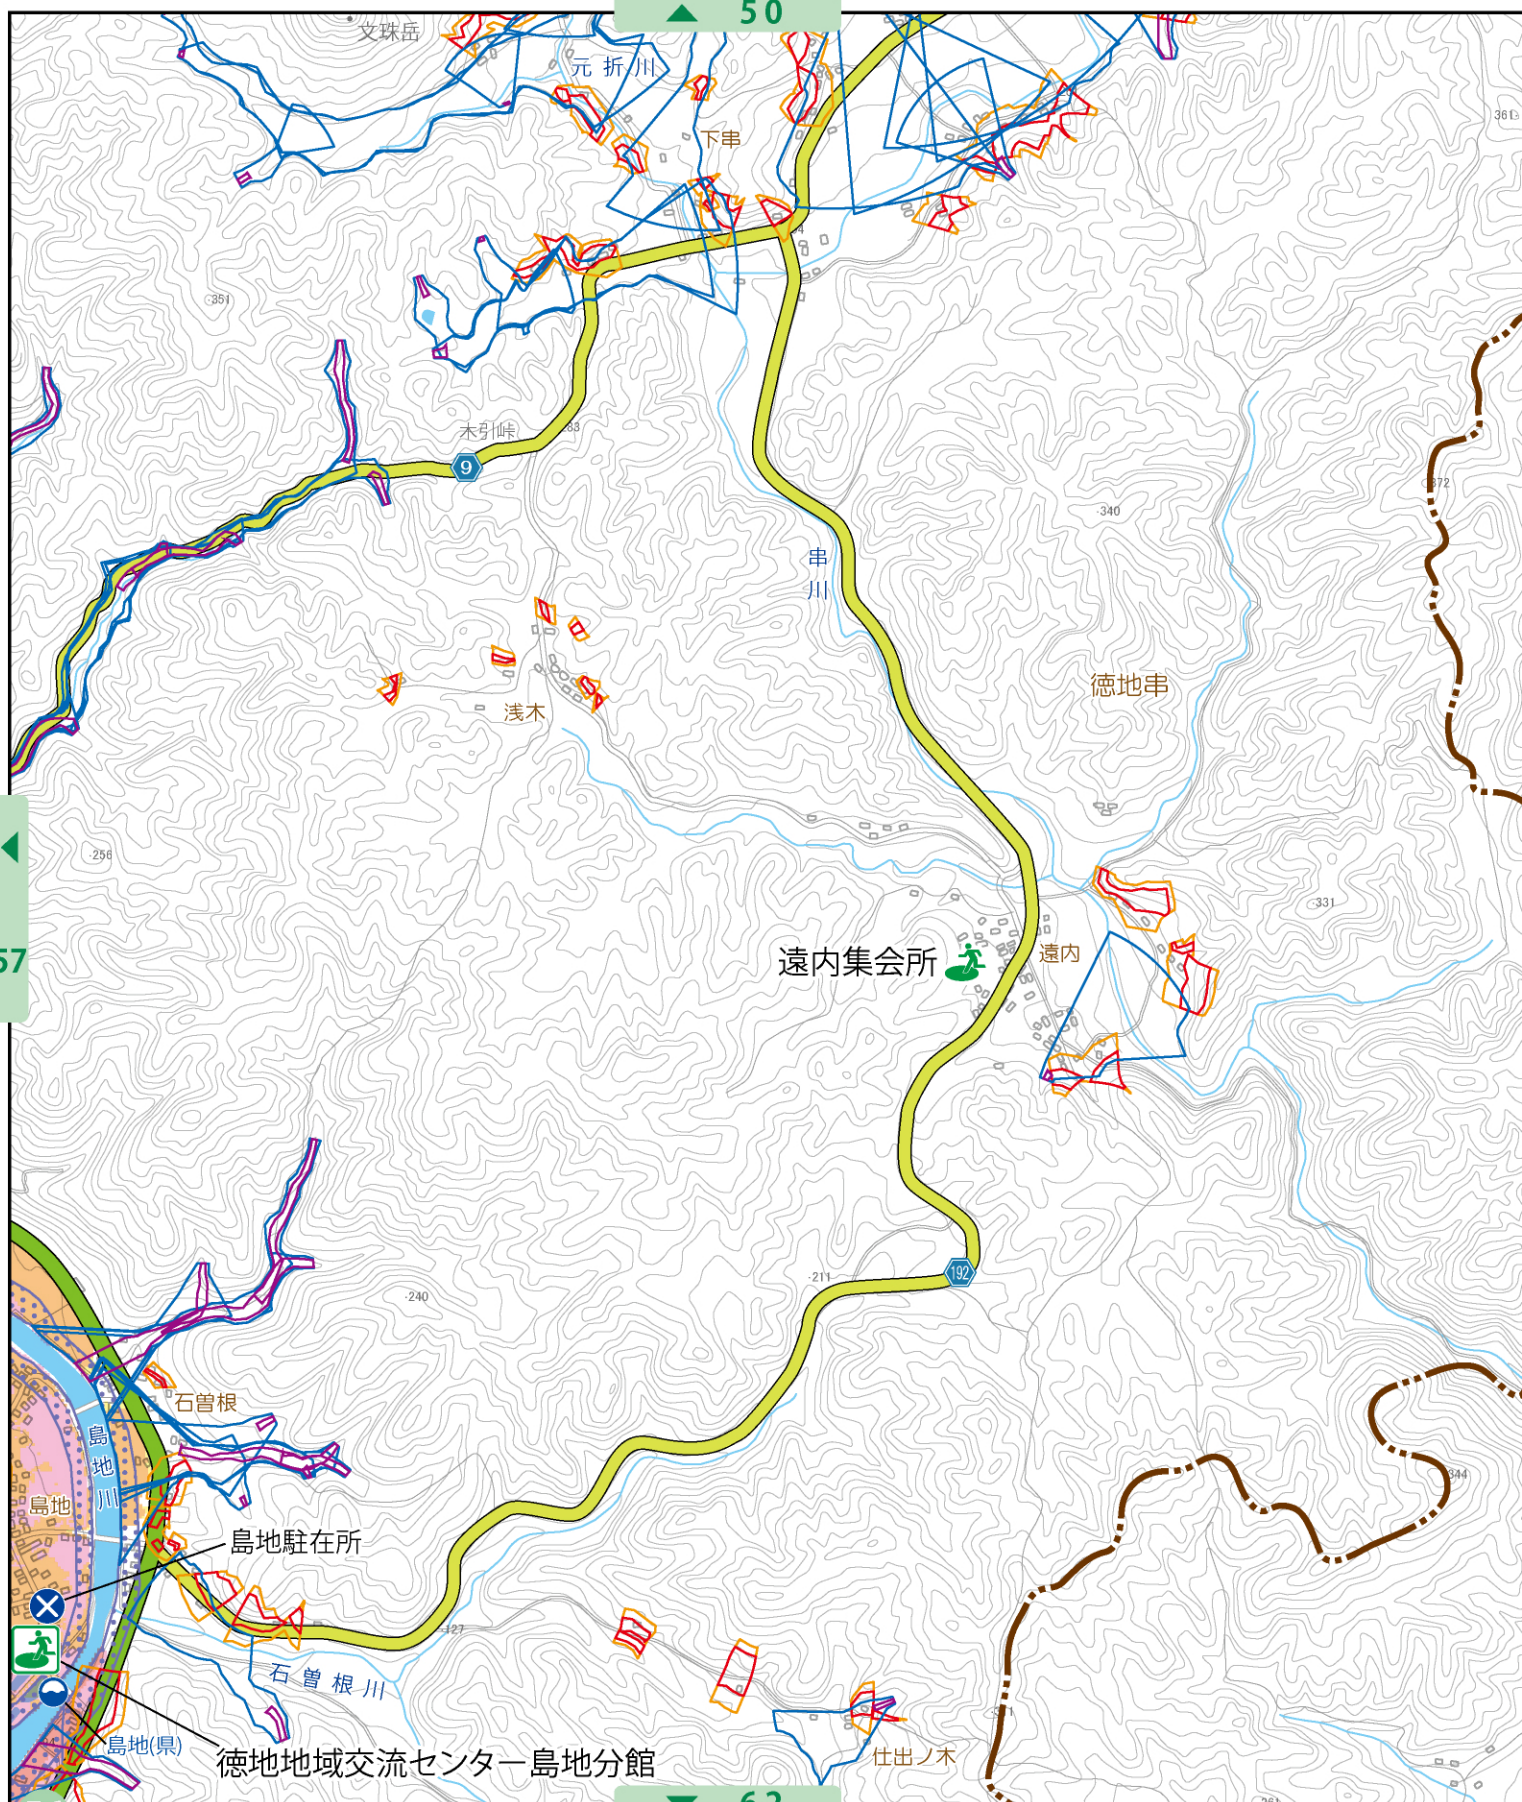 50
文珠岳
元折川
361
下串
351
木引峠
283
9
372
340
串川
徳地串
浅木
256
331
57
遠内集会所
遠内
192
211
240
石曽根
島地川
344
島地
島地駐在所
127
石曽根川
島地(県)
徳地地域交流センター島地分館
仕出ノ木